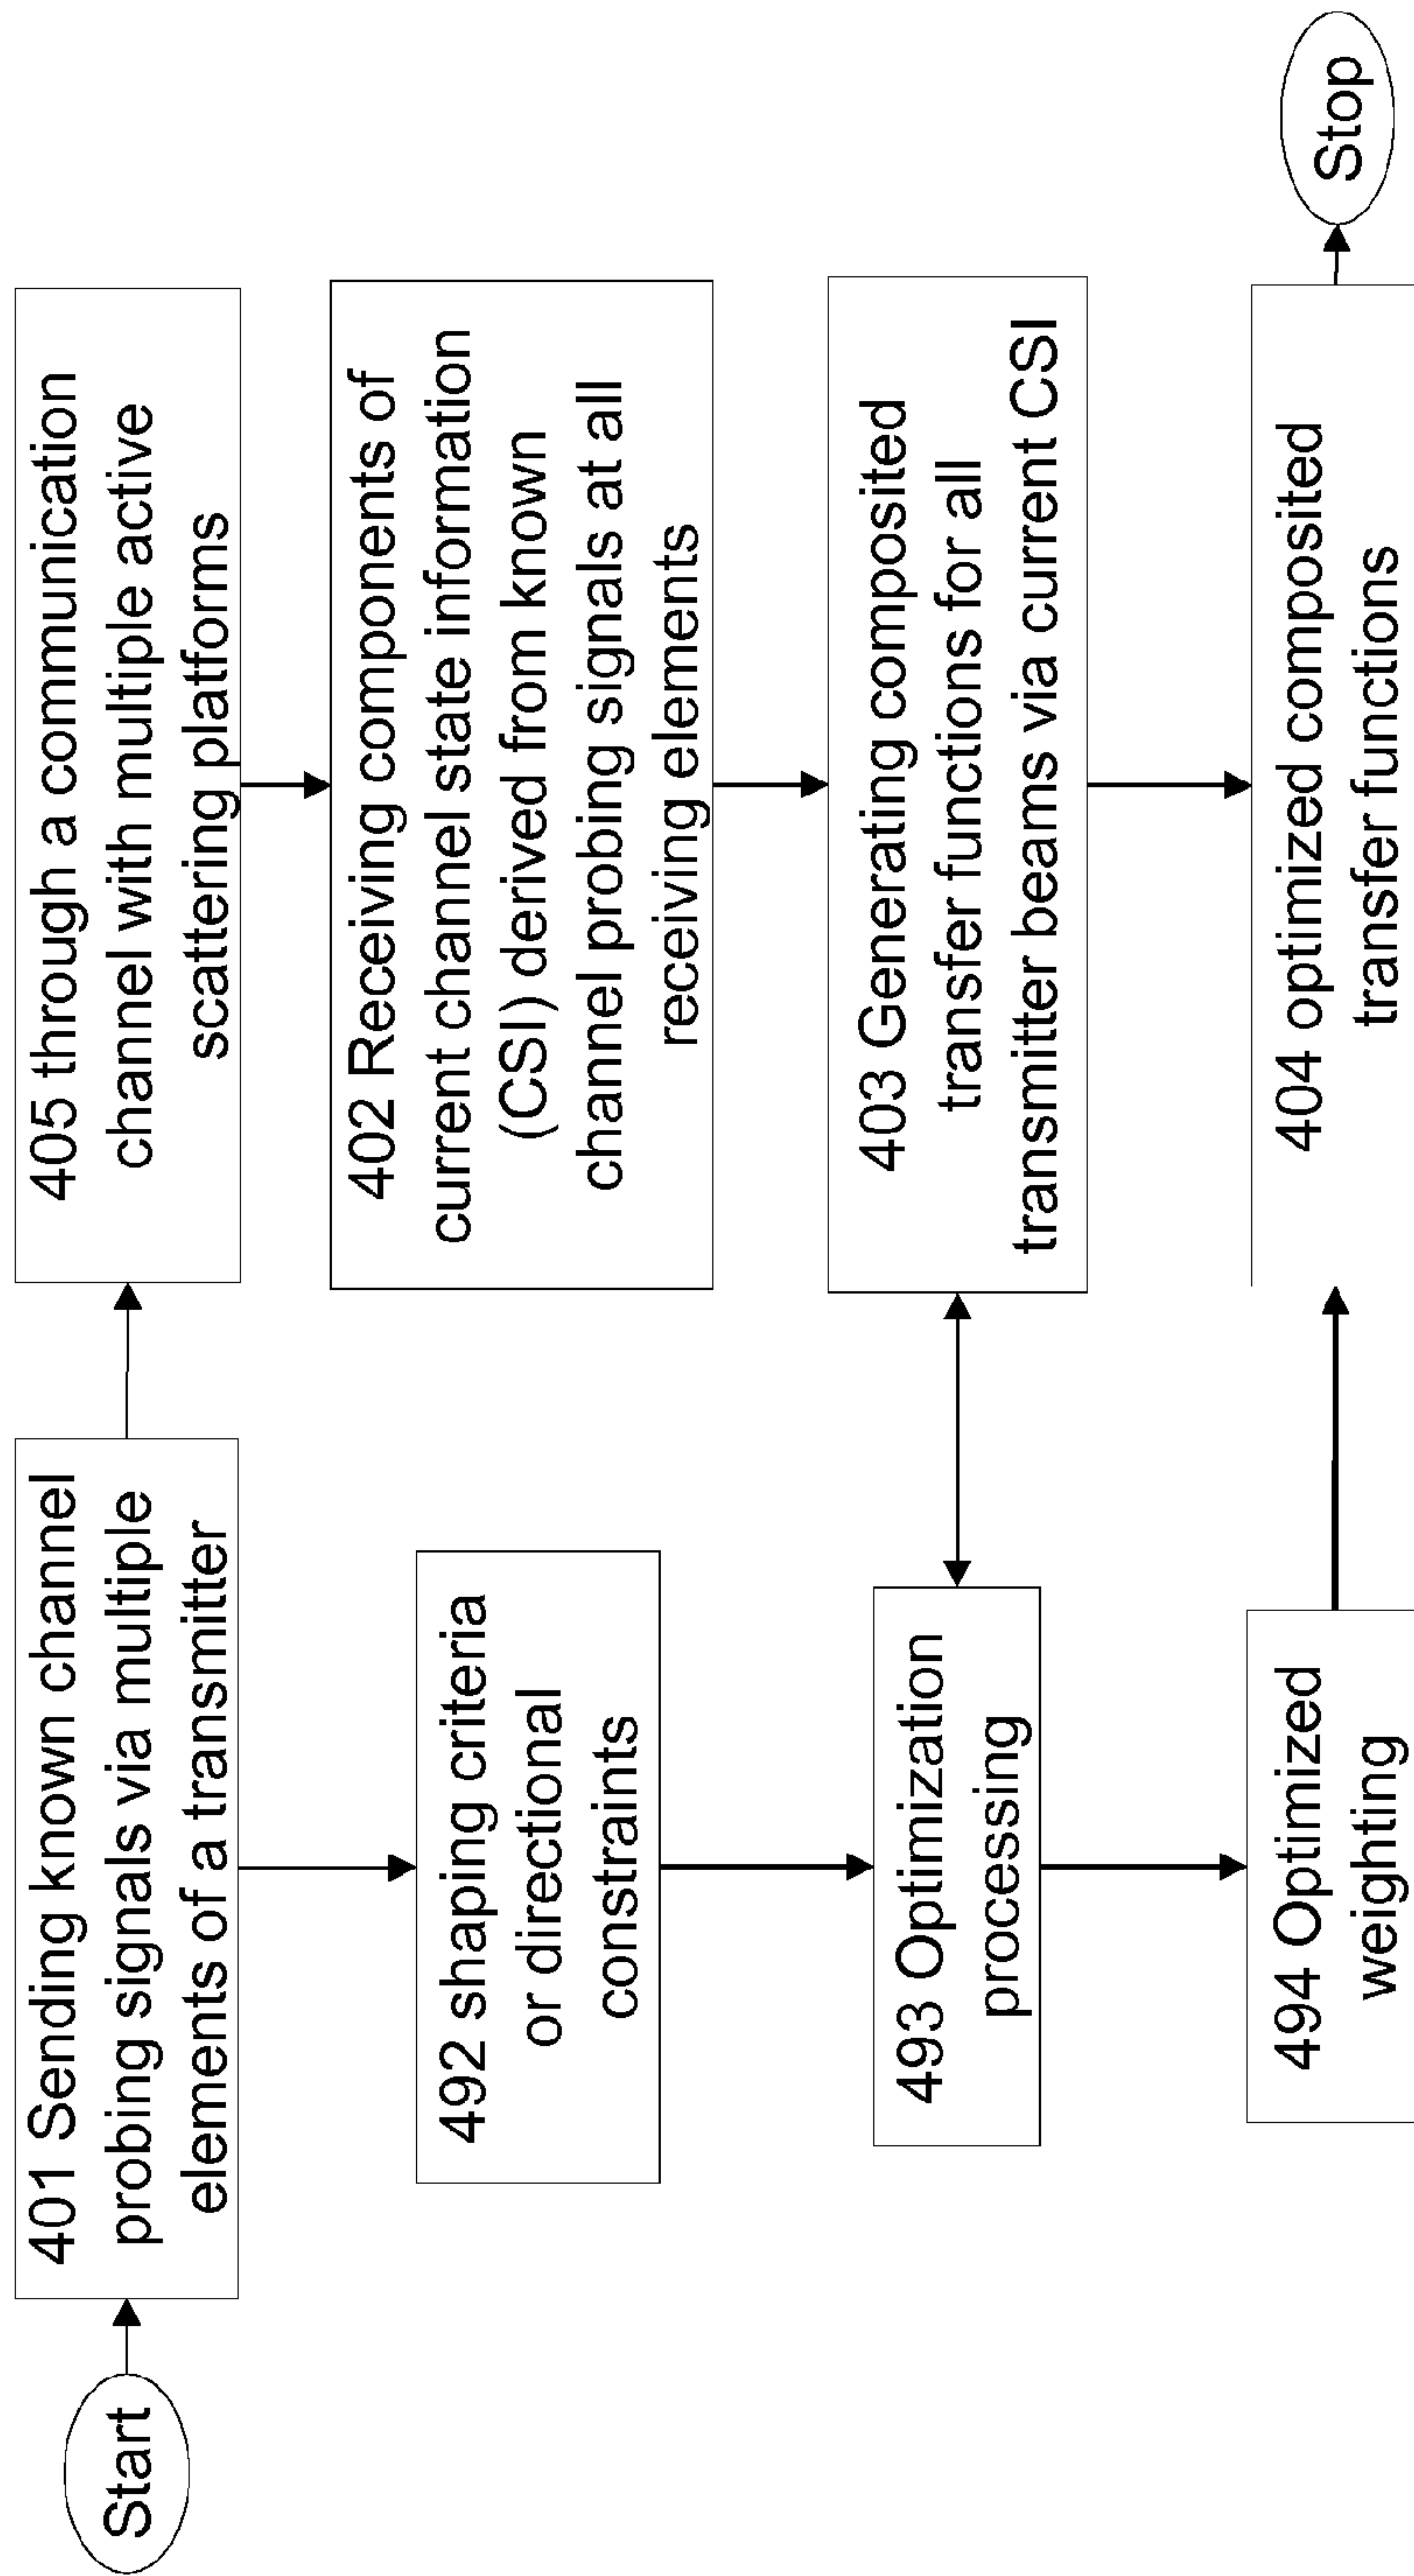 Start
401 Sending known channel
probing signals via multiple
elements of a transmitter
405 through a communication
channel with multiple active
scattering platforms
492 shaping criteria
or directional
constraints
402 Receiving components of
current channel state information
(CSI) derived from known
channel probing signals at all
receiving elements
493 Optimization
processing
403 Generating composited
transfer functions for all
transmitter beams via current CSI
494 Optimized
weighting
404 optimized composited
transfer functions
Stop